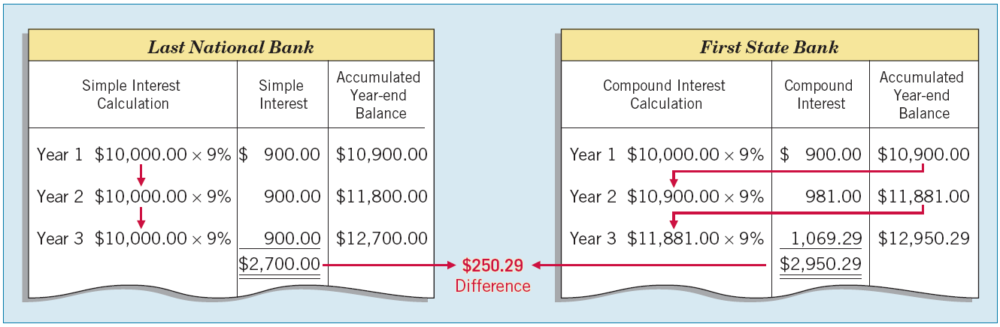 Last National Bank
Simple Interest
Calculation
Simple
Interest
Accumulated
Year-end
Balance
Year 1 $10,000.00 × 9% $ 900.00 $10,900.00
Year 2 $10,000.00 × 9% 900.00 $11,800.00
Year 3 $10,000.00 × 9% 900.00 $12,700.00
$2,700.00
$250.29
Difference
First State Bank
Compound Interest
Calculation
Compound
Interest
Accumulated
Year-end
Balance
Year 1 $10,000.00 × 9% $ 900.00 $10,900.00
Year 2 $10,900.00 × 9% 981.00 $11,881.00
Year 3 $11,881.00 × 9% 1,069.29 $12,950.29
$2,950.29